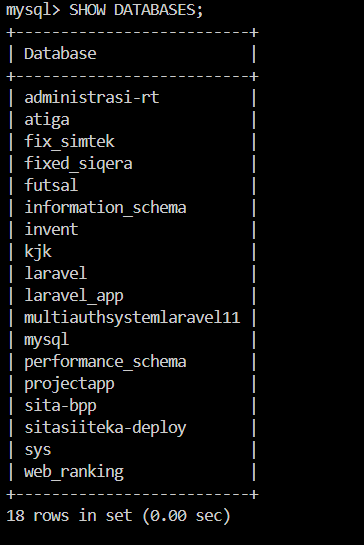 mysql> SHOW DATABASES;
+--------------------------+
| Database                 |
+--------------------------+
| administrasi-rt          |
| atiga                    |
| fix_simtek               |
| fixed_siqera             |
| futsal                   |
| information_schema       |
| invent                   |
| kjk                      |
| laravel                  |
| laravel_app              |
| multiauthsystemlaravel11 |
| mysql                    |
| performance_schema       |
| projectapp               |
| sita-bpp                 |
| sitasiiteka-deploy       |
| sys                      |
| web_ranking              |
+--------------------------+
18 rows in set (0.00 sec)